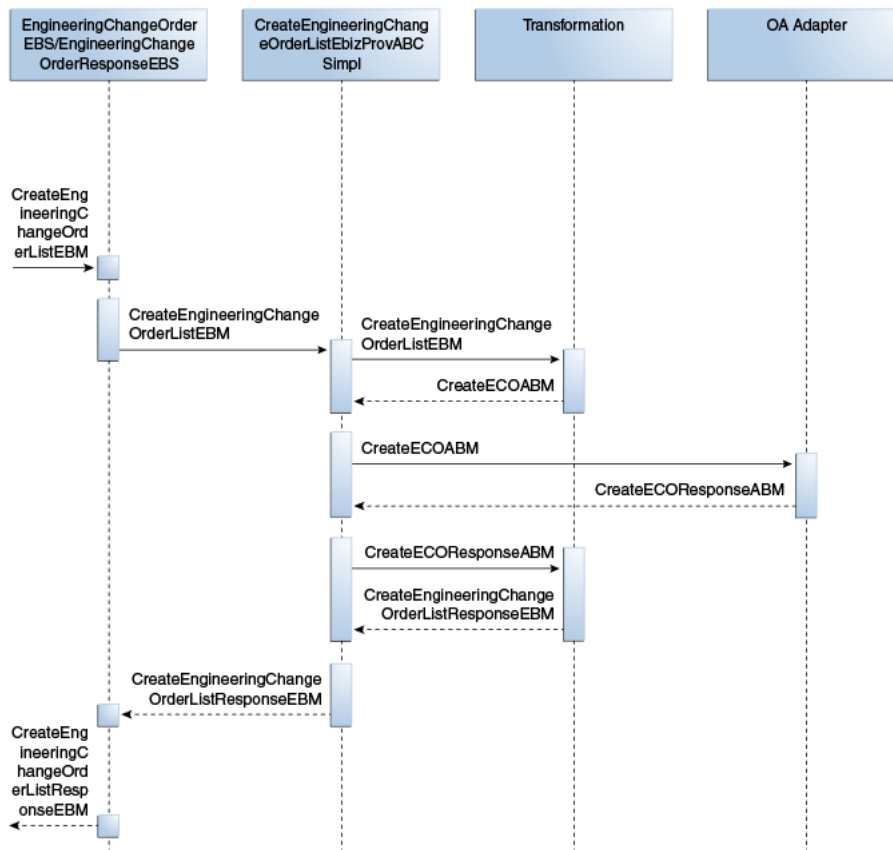 EngineeringChangeOrder
EBS/EngineeringChange
OrderResponseEBS
CreateEngineeringChang
eOrderListEbizProvABC
SImpl
Transformation
OA Adapter
CreateEng
ineeringC
hangeOrd
erListEBM
CreateEngineeringChange
OrderListEBM
CreateEngineeringChange
OrderListEBM
CreateECOABM
CreateECOABM
CreateECOResponseABM
CreateECOResponseABM
CreateEngineeringChange
OrderListResponseEBM
CreateEngineeringChange
OrderListResponseEBM
CreateEng
ineeringC
hangeOrd
erListResp
onseEBM